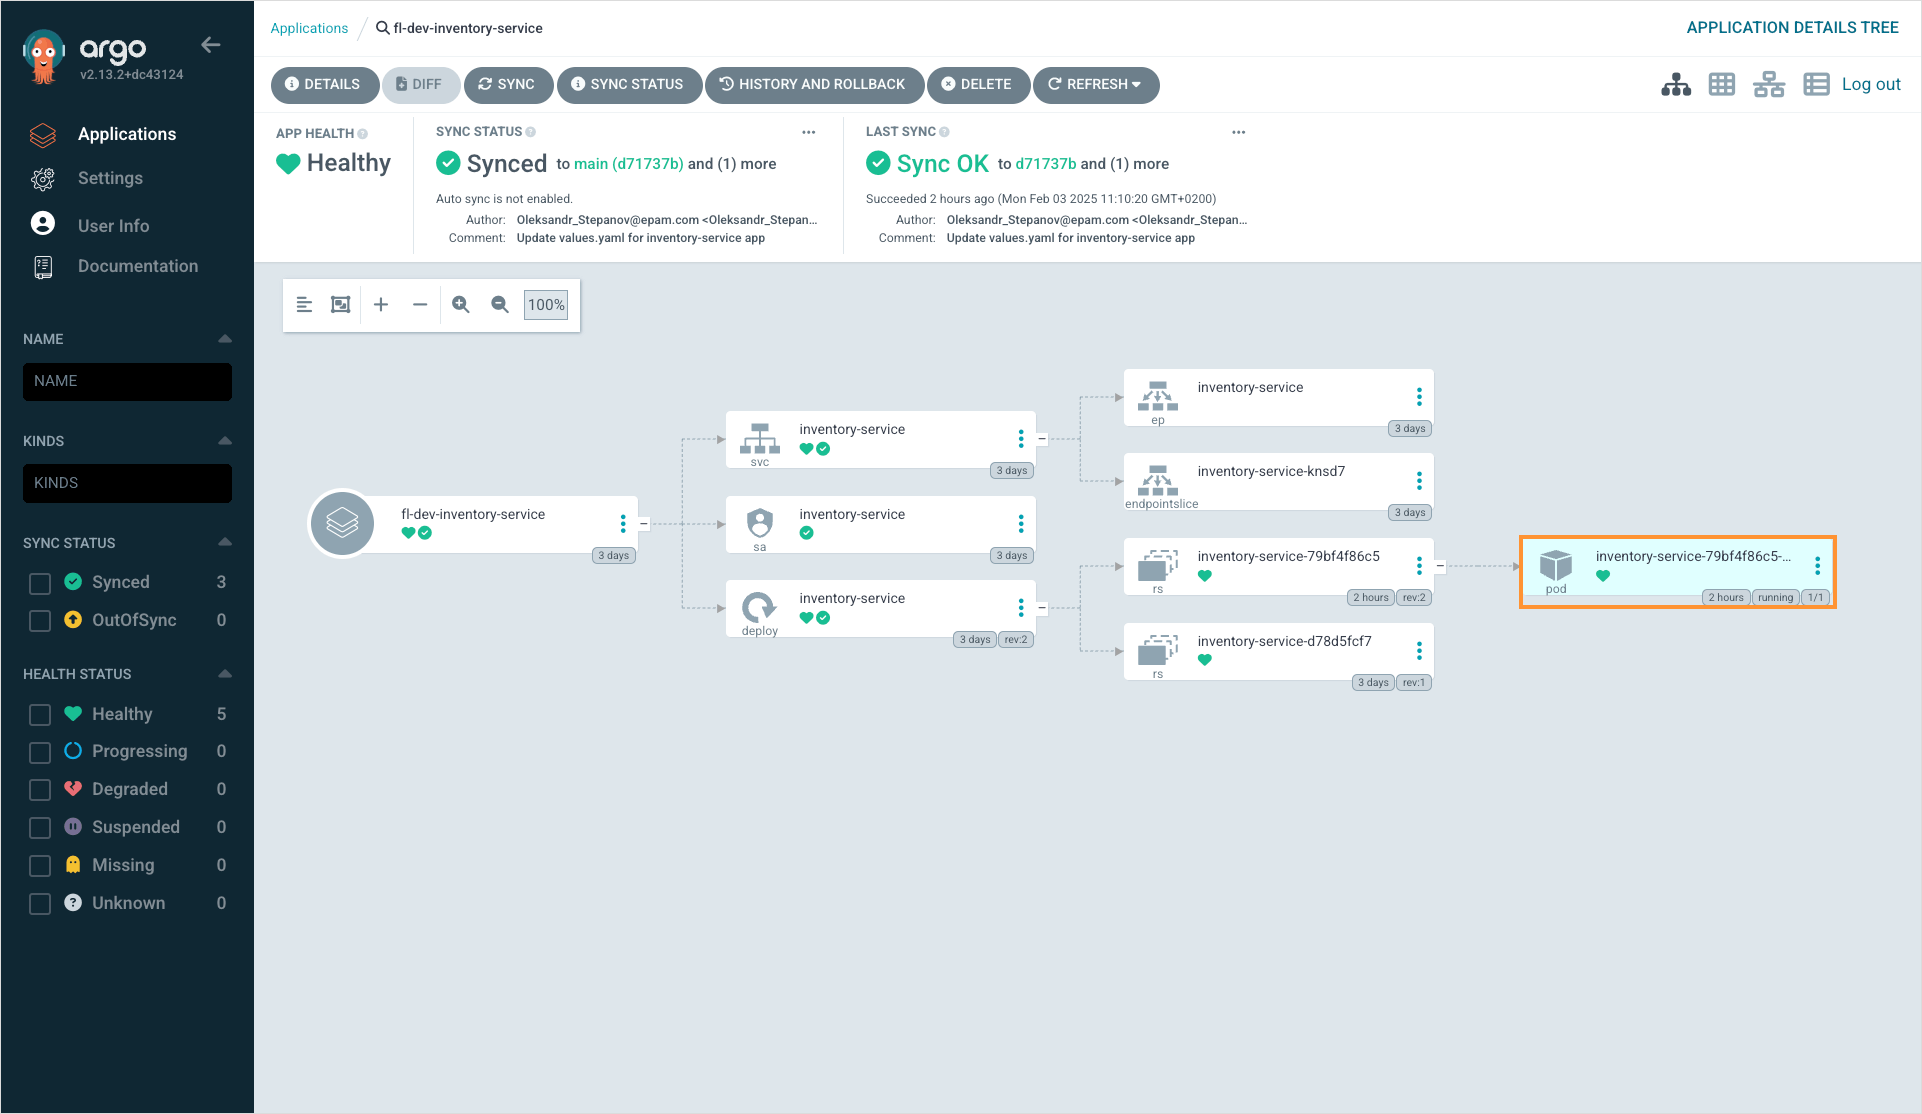 argo
v2.13.2+dc43124
Applications
Settings
User Info
Documentation
NAME
NAME
KINDS
KINDS
SYNC STATUS
Synced 3
OutOfSync 0
HEALTH STATUS
Healthy 5
Progressing 0
Degraded 0
Suspended 0
Missing 0
Unknown 0
Applications / fl-dev-inventory-service
APPLICATION DETAILS TREE
DETAILS DIFF SYNC SYNC STATUS HISTORY AND ROLLBACK DELETE REFRESH
Log out
APP HEALTH
Healthy
SYNC STATUS
Synced to main (d71737b) and (1) more
Auto sync is not enabled.
Author: Oleksandr_Stepanov@epam.com <Oleksandr_Stepan...
Comment: Update values.yaml for inventory-service app
LAST SYNC
Sync OK to d71737b and (1) more
Succeeded 2 hours ago (Mon Feb 03 2025 11:10:20 GMT+0200)
Author: Oleksandr_Stepanov@epam.com <Oleksandr_Stepan...
Comment: Update values.yaml for inventory-service app
100%
fl-dev-inventory-service
3 days
inventory-service
svc
3 days
inventory-service
sa
3 days
inventory-service
deploy
3 days rev:2
inventory-service
ep
3 days
inventory-service-knsd7
endpointslice
3 days
inventory-service-79bf4f86c5
rs
2 hours rev:2
inventory-service-d78d5fcf7
rs
3 days rev:1
inventory-service-79bf4f86c5-...
pod
2 hours running 1/1